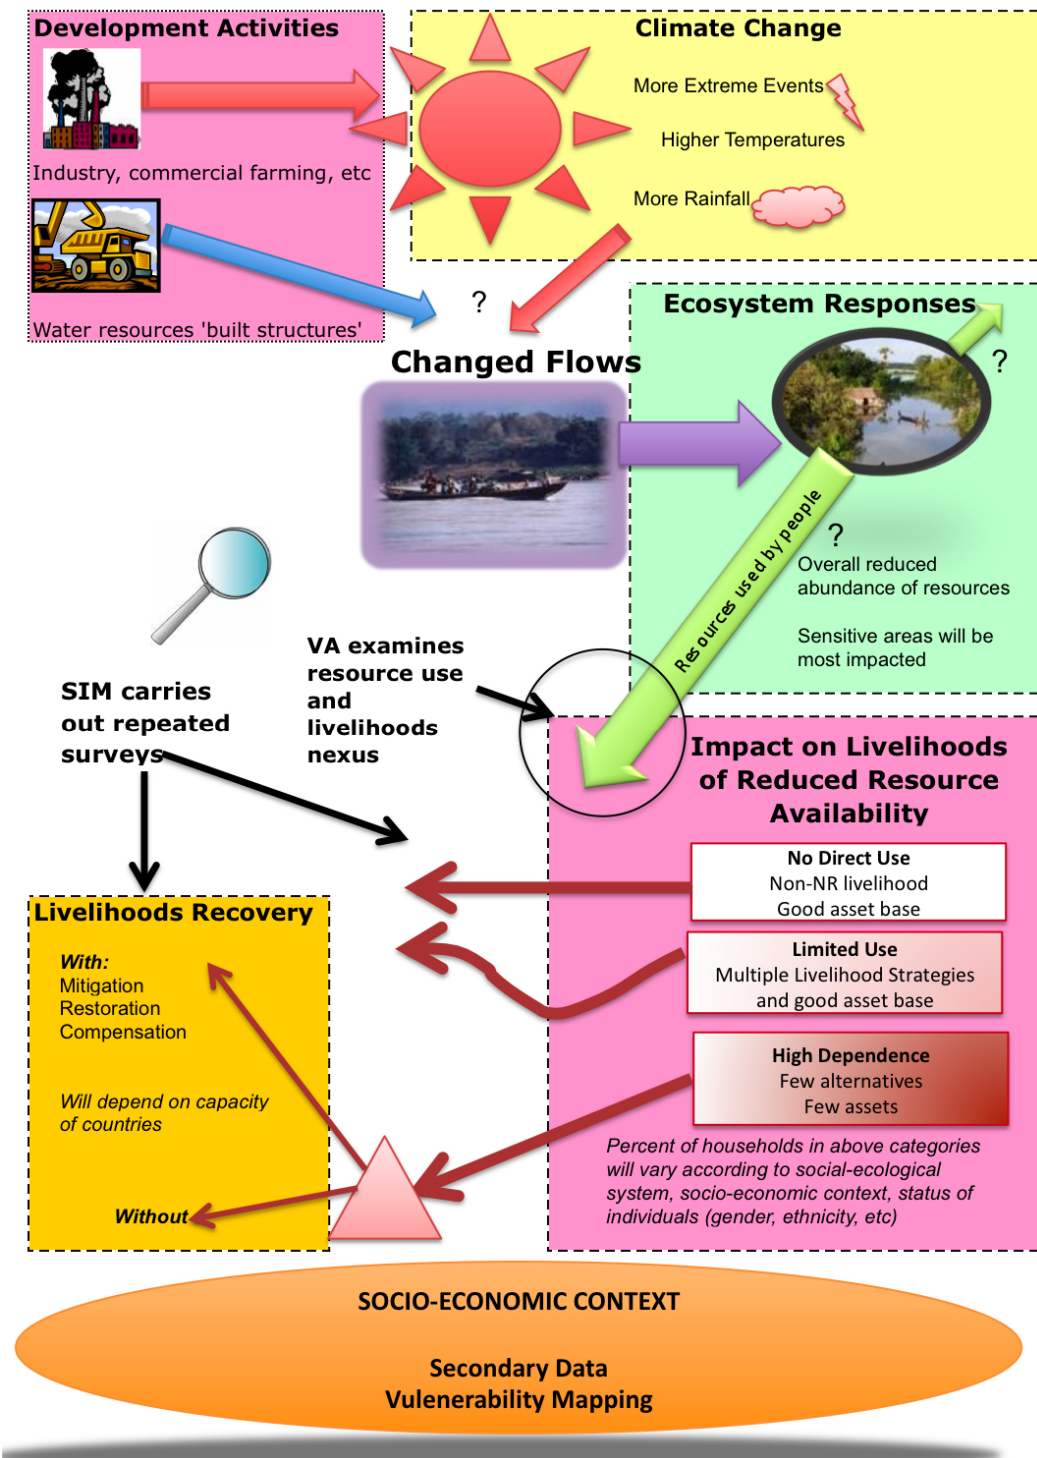 Development Activities
Industry, commercial farming, etc
Water resources 'built structures'
Climate Change
More Extreme Events
Higher Temperatures
More Rainfall
?
Changed Flows
Ecosystem Responses
?
Resources used by people
?
Overall reduced
abundance of resources
Sensitive areas will be
most impacted
SIM carries
out repeated
surveys
VA examines
resource use
and
livelihoods
nexus
Impact on Livelihoods
of Reduced Resource
Availability
No Direct Use
Non-NR livelihood
Good asset base
Limited Use
Multiple Livelihood Strategies
and good asset base
High Dependence
Few alternatives
Few assets
Percent of households in above categories
will vary according to social-ecological
system, socio-economic context, status of
individuals (gender, ethnicity, etc)
Livelihoods Recovery
With:
Mitigation
Restoration
Compensation
Will depend on capacity
of countries
Without
SOCIO-ECONOMIC CONTEXT
Secondary Data
Vulenerability Mapping